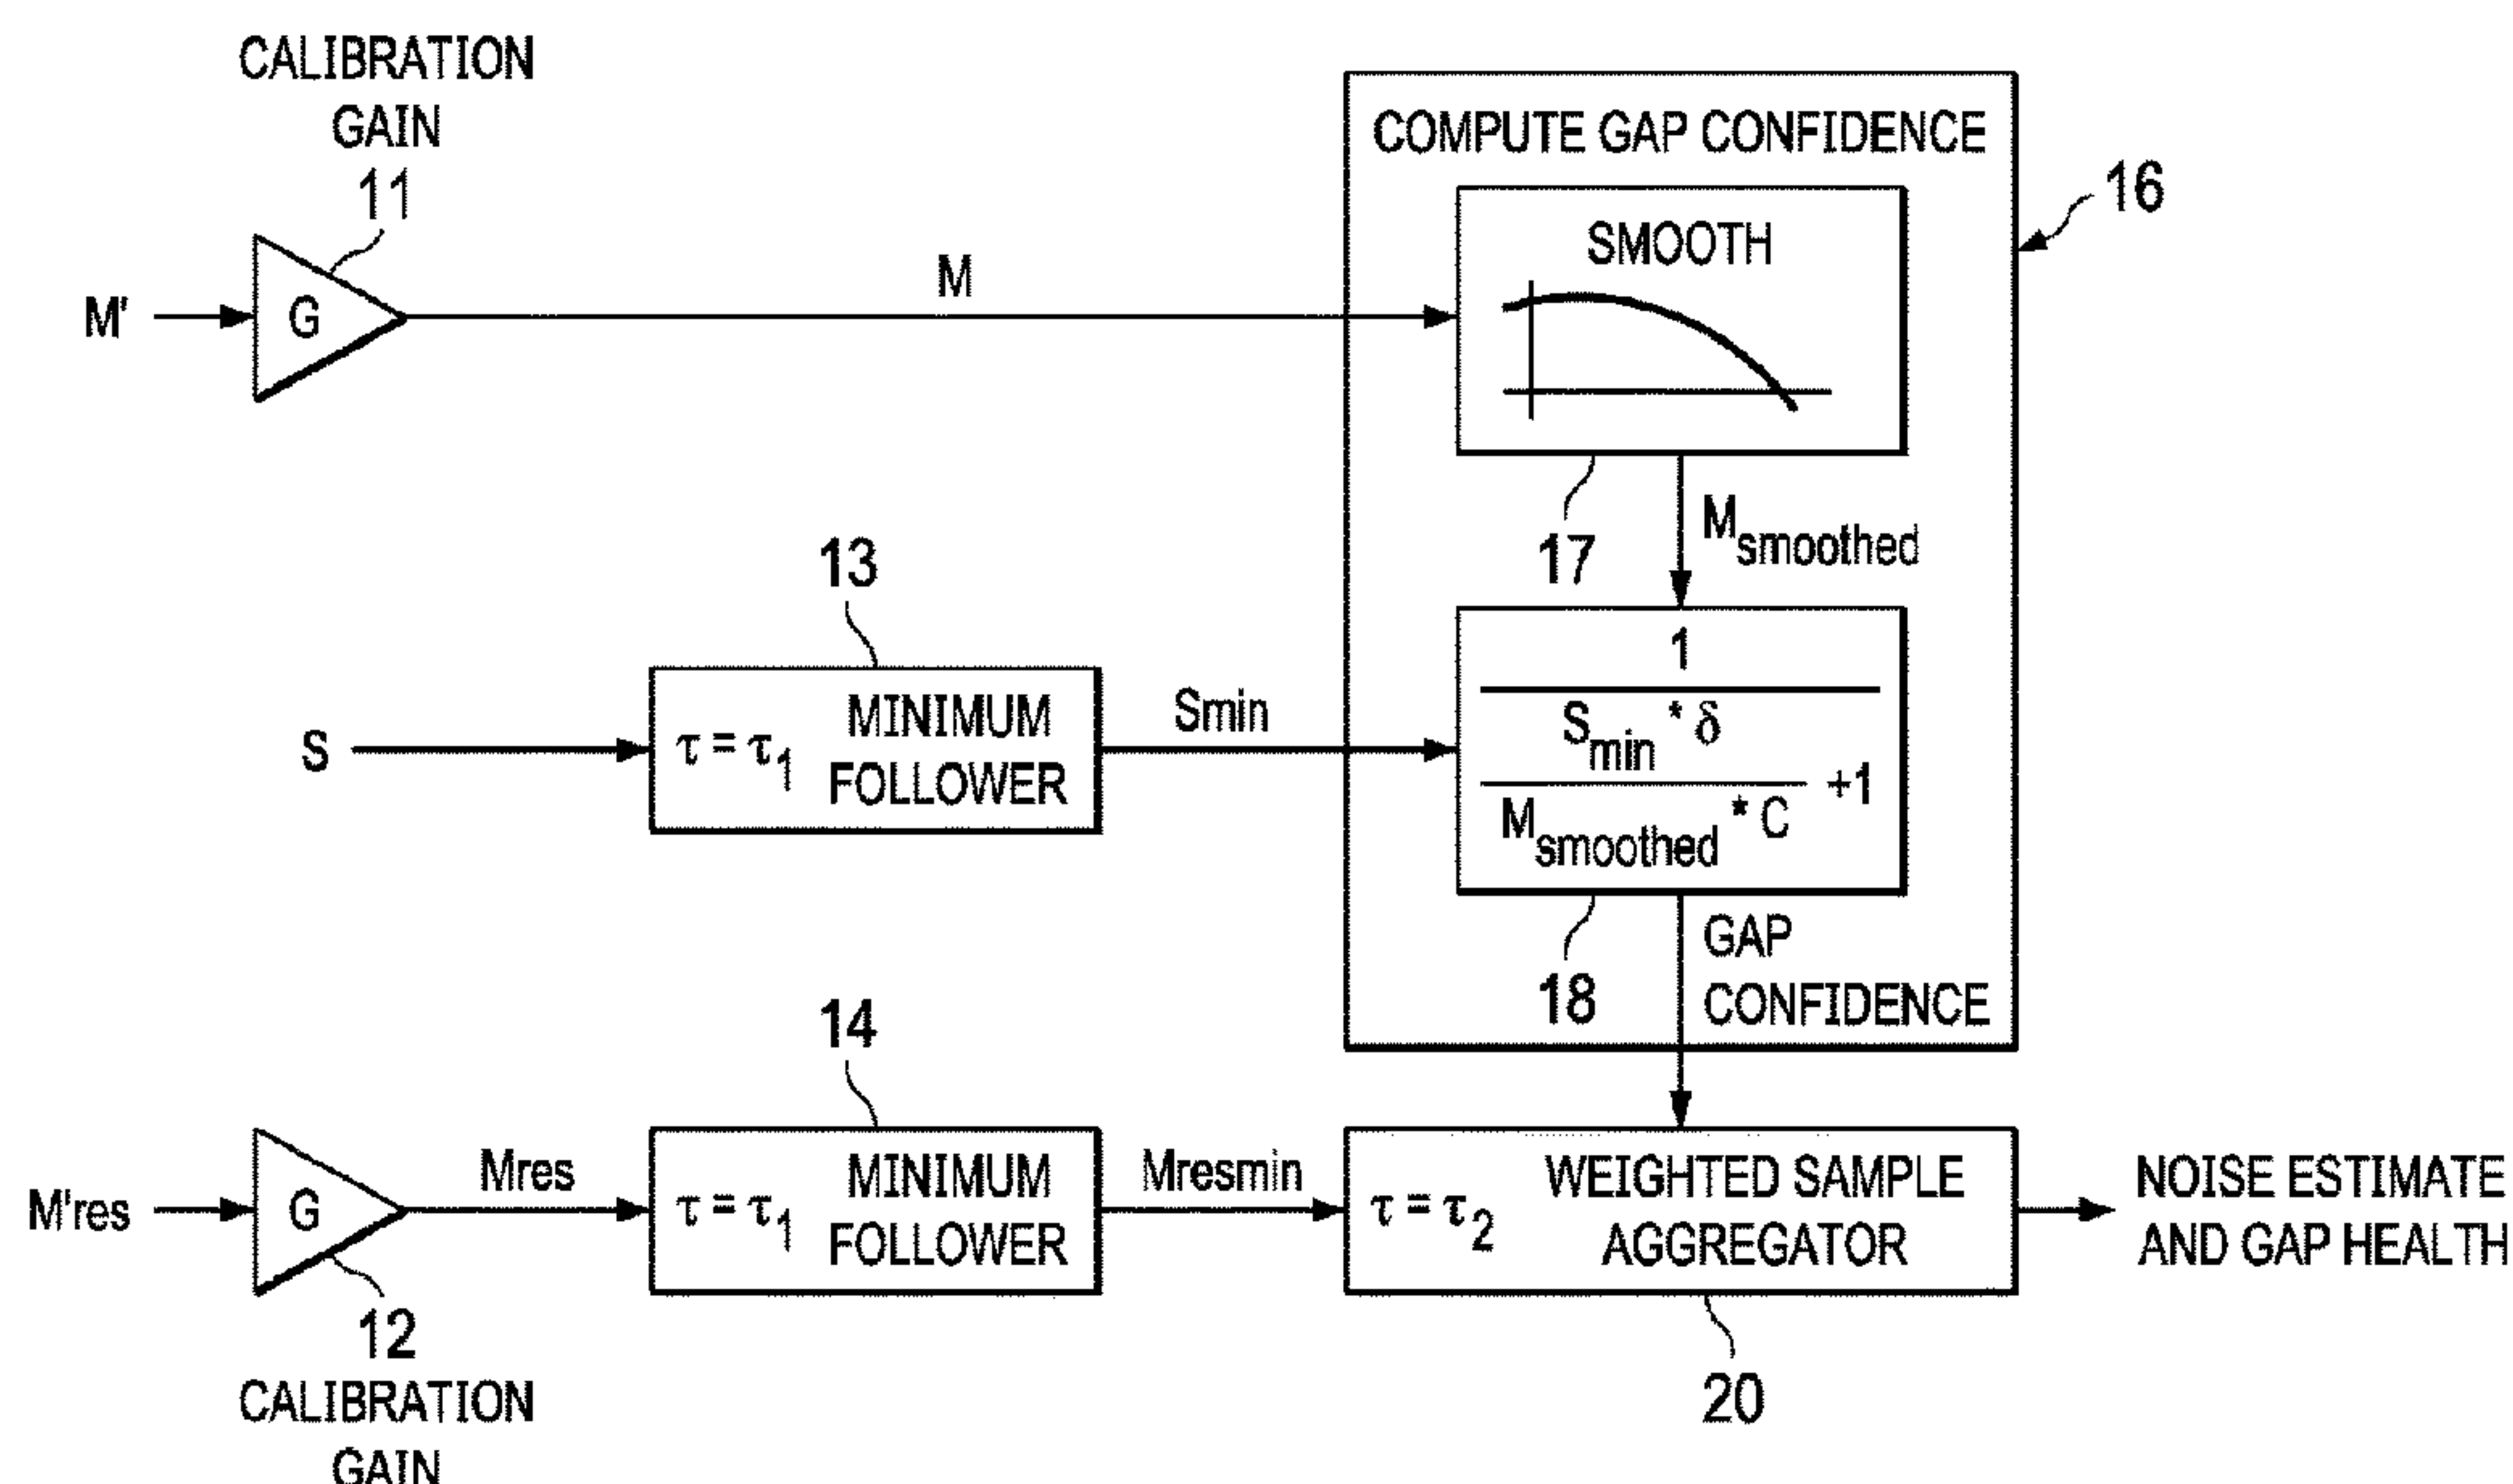 CALIBRATION
GAIN
11
M'
G
M
COMPUTE GAP CONFIDENCE
16
SMOOTH
17
Msmoothed
13
S
τ = τ1
MINIMUM
FOLLOWER
Smin
1
Smin * δ
Msmoothed * C
+1
18
GAP
CONFIDENCE
14
M'res
G
Mres
τ = τ1
MINIMUM
FOLLOWER
Mresmin
τ = τ2
WEIGHTED SAMPLE
AGGREGATOR
NOISE ESTIMATE
AND GAP HEALTH
12
CALIBRATION
GAIN
20